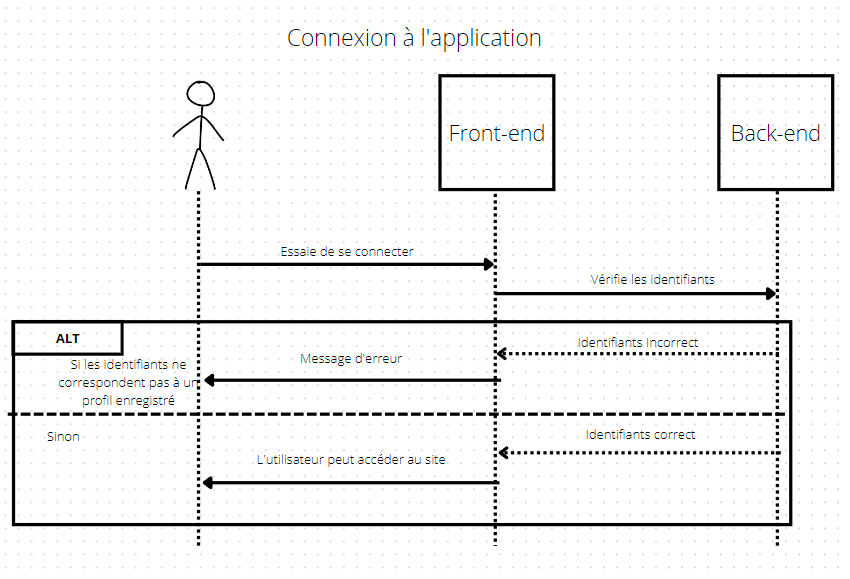 Connexion à l'application
Front-end
Back-end
Essaie de se connecter
Vérifie les identifiants
ALT
Identifiants Incorrect
Message d'erreur
Si les identifiants ne
correspondent pas à un
profil enregistré
Sinon
Identifiants correct
L'utilisateur peut accéder au site